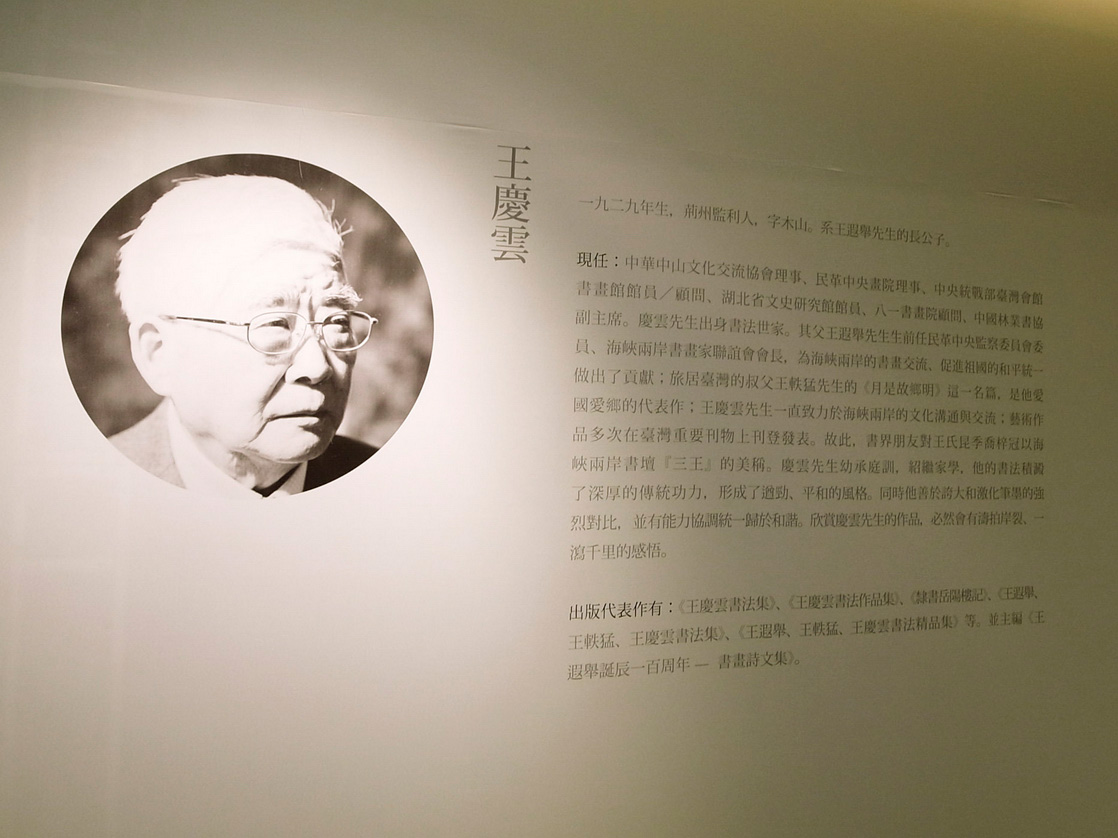 王慶雲
一九二九年生，荊州監利人，字木山。系王遐舉先生的長公子。
現任：中華中山文化交流協會理事、民革中央畫院理事、中央統戰部臺灣會館
書畫館館員／顧問、湖北省文史研究館館員、八一書畫院顧問、中國林業書協
副主席。慶雲先生出身書法世家。其父王遐舉先生生前任民革中央監察委員會委
員、海峽兩岸書畫家聯誼會會長，為海峽兩岸的書畫交流、促進祖國的和平統一
做出了貢獻；旅居臺灣的叔父王軼猛先生的《月是故鄉明》這一名篇，是他愛
國愛鄉的代表作；王慶雲先生一直致力於海峽兩岸的文化溝通與交流；藝術作
品多次在臺灣重要刊物上刊登發表。故此，書界朋友對王氏昆季喬梓冠以海
峽兩岸書壇『三王』的美稱。慶雲先生幼承庭訓，紹繼家學，他的書法積澱
了深厚的傳統功力，形成了遒勁、平和的風格。同時他善於誇大和激化筆墨的強
烈對比，並有能力協調統一歸於和諧。欣賞慶雲先生的作品，必然會有濤拍岸裂、一
瀉千里的感悟。
出版代表作有：《王慶雲書法集》、《王慶雲書法作品集》、《隸書岳陽樓記》、《王遐舉、
王軼猛、王慶雲書法集》、《王遐舉、王軼猛、王慶雲書法精品集》等。並主編《王
遐舉誕辰一百周年 — 書畫詩文集》。